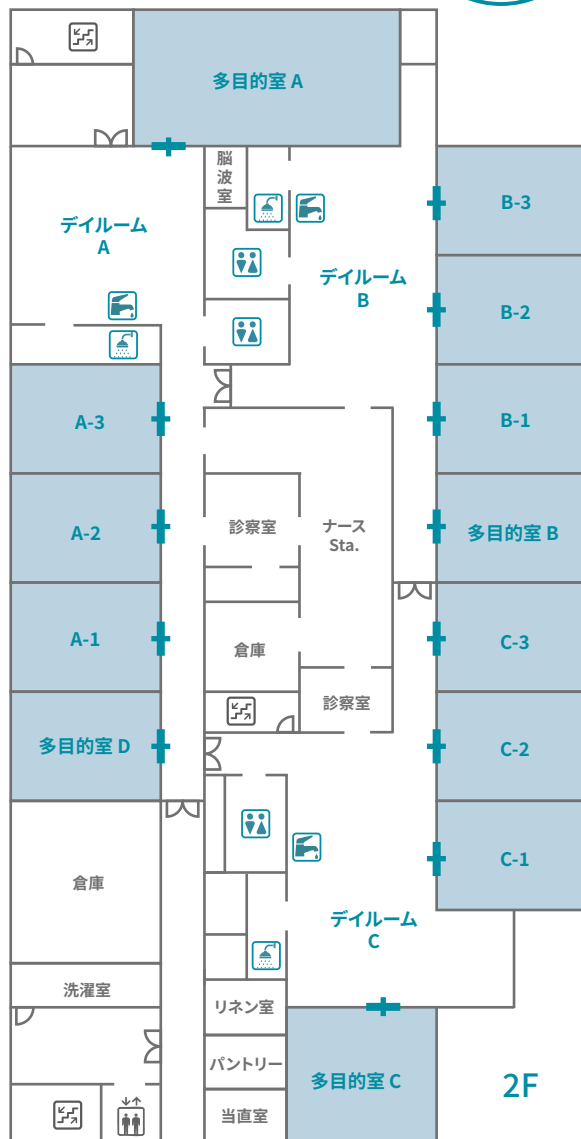 多目的室 A
脳
波
室
デイルーム
A
デイルーム
B
B-3
B-2
A-3
B-1
A-2
診察室
ナース
Sta.
多目的室 B
A-1
倉庫
C-3
診察室
多目的室 D
C-2
倉庫
C-1
デイルーム
C
洗濯室
リネン室
パントリー
多目的室 C
2F
当直室